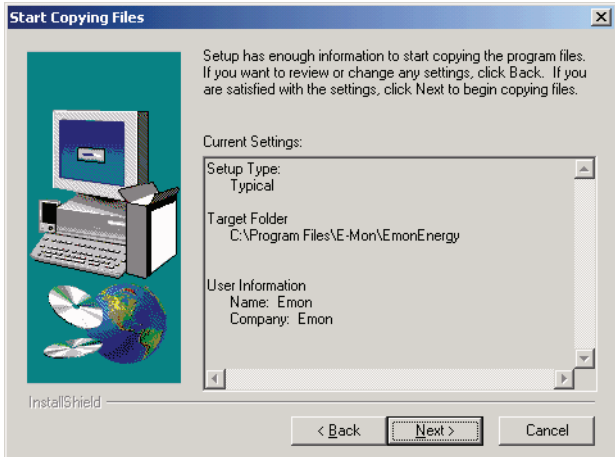 Start Copying Files
Setup has enough information to start copying the program files.
If you want to review or change any settings, click Back. If you
are satisfied with the settings, click Next to begin copying files.
Current Settings:
Setup Type:
Typical
Target Folder
C:\Program Files\E-Mon\EmonEnergy
User Information
Name: Emon
Company: Emon
InstallShield
< Back
Next >
Cancel